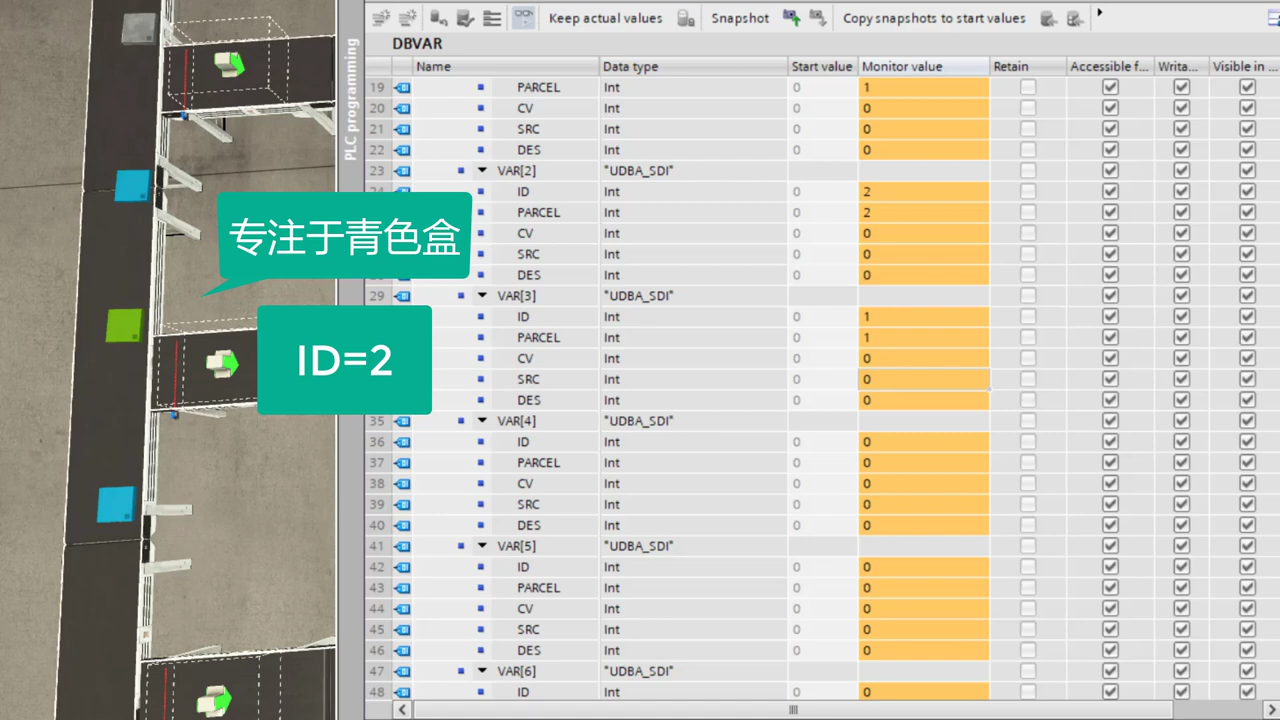 Keep actual values Snapshot Copy snapshots to start values
DBVAR
PLC programming
Name Data type Start value Monitor value Retain Accessible f... Writa... Visible in ...
19 PARCEL Int 0 1
20 CV Int 0 0
21 SRC Int 0 0
22 DES Int 0 0
23 VAR[2] "UDBA_SDI"
24 ID Int 0 2
PARCEL Int 0 2
CV Int 0 0
SRC Int 0 0
DES Int 0 0
29 VAR[3] "UDBA_SDI"
ID Int 0 1
PARCEL Int 0 1
CV Int 0 0
SRC Int 0 0
DES Int 0 0
35 VAR[4] "UDBA_SDI"
36 ID Int 0 0
37 PARCEL Int 0 0
38 CV Int 0 0
39 SRC Int 0 0
40 DES Int 0 0
41 VAR[5] "UDBA_SDI"
42 ID Int 0 0
43 PARCEL Int 0 0
44 CV Int 0 0
45 SRC Int 0 0
46 DES Int 0 0
47 VAR[6] "UDBA_SDI"
48 ID Int 0 0
专注于青色盒
ID=2